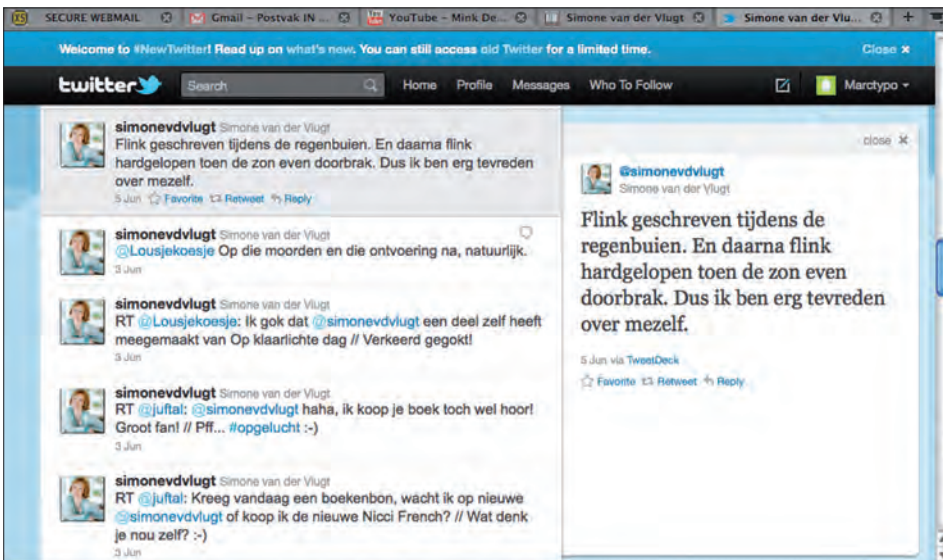 XS SECURE WEBMAIL Gmail – Postvak IN ... YouTube – Mink De... Simone van der Vlugt Simone van der Vlu...
Welcome to #NewTwitter! Read up on what's new. You can still access old Twitter for a limited time. Close ×
twitter Search Home Profile Messages Who To Follow Marctypo
simonevdvlugt Simone van der Vlugt
Flink geschreven tijdens de regenbuien. En daarna flink
hardgelopen toen de zon even doorbrak. Dus ik ben erg tevreden
over mezelf.
5 Jun Favorite Retweet Reply
simonevdvlugt Simone van der Vlugt
@Lousjekoesje Op die moorden en die ontvoering na, natuurlijk.
3 Jun
simonevdvlugt Simone van der Vlugt
RT @Lousjekoesje: Ik gok dat @simonevdvlugt een deel zelf heeft
meegemaakt van Op klaarlichte dag // Verkeerd gegokt!
3 Jun
simonevdvlugt Simone van der Vlugt
RT @juftal: @simonevdvlugt haha, ik koop je boek toch wel hoor!
Groot fan! // Pff... #opgelucht :-)
3 Jun
simonevdvlugt Simone van der Vlugt
RT @juftal: Kreeg vandaag een boekenbon, wacht ik op nieuwe
@simonevdvlugt of koop ik de nieuwe Nicci French? // Wat denk
je nou zelf? :-)
3 Jun
close ×
@simonevdvlugt
Simone van der Vlugt
Flink geschreven tijdens de
regenbuien. En daarna flink
hardgelopen toen de zon even
doorbrak. Dus ik ben erg tevreden
over mezelf.
5 Jun via TweetDeck
Favorite Retweet Reply